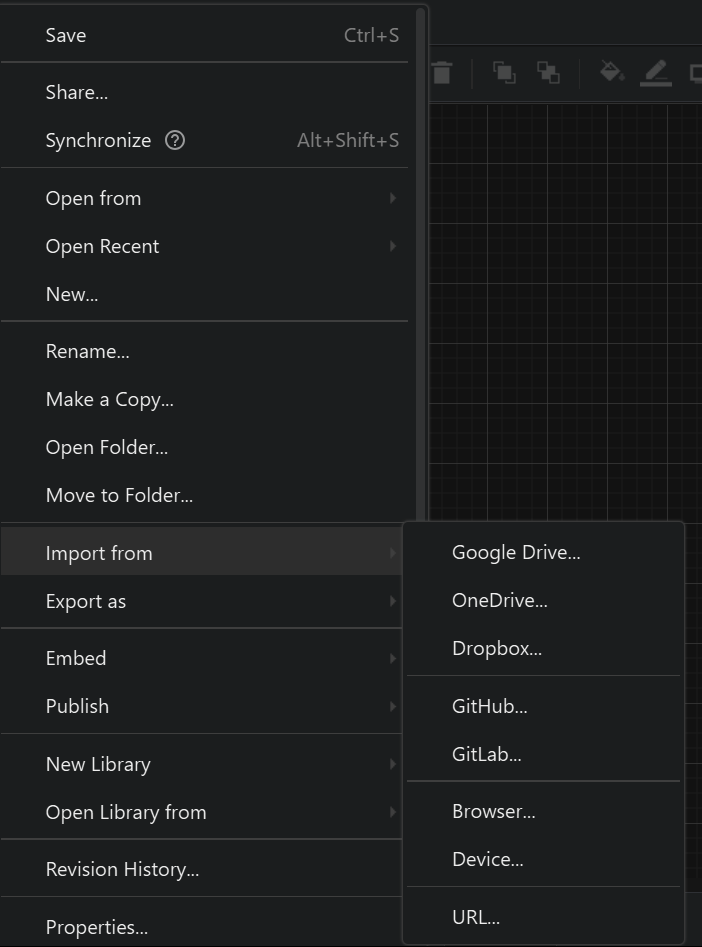 Save Ctrl+S
Share...
Synchronize ? Alt+Shift+S
Open from
Open Recent
New...
Rename...
Make a Copy...
Open Folder...
Move to Folder...
Import from
Export as
Embed
Publish
New Library
Open Library from
Revision History...
Properties...
Google Drive...
OneDrive...
Dropbox...
GitHub...
GitLab...
Browser...
Device...
URL...